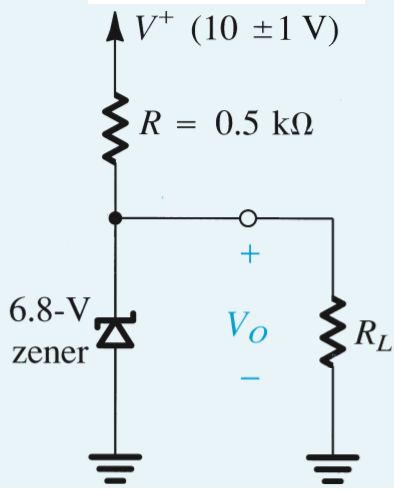 V⁺ (10 ±1 V)
R = 0.5 kΩ
+
6.8-V
zener
V_O
R_L
−